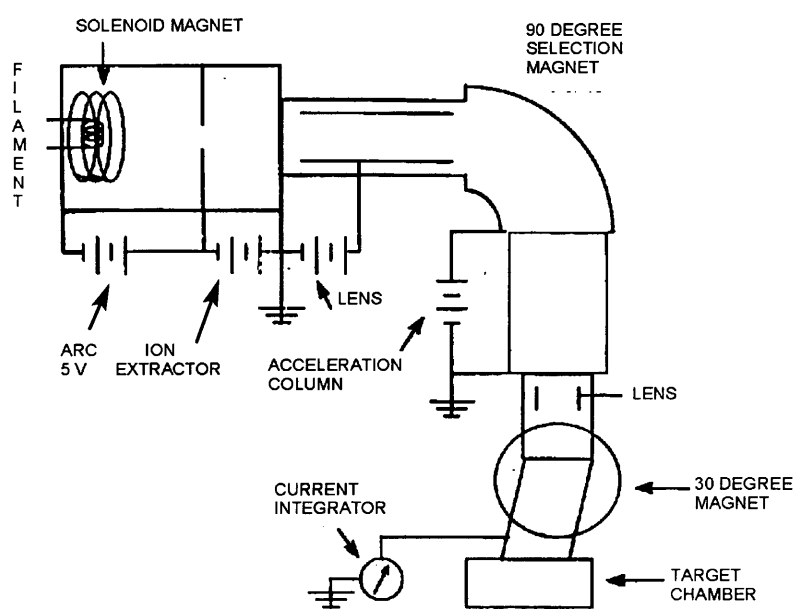 SOLENOID MAGNET
FILAMENT
90 DEGREE
SELECTION
MAGNET
LENS
ARC
5 V
ION
EXTRACTOR
ACCELERATION
COLUMN
LENS
CURRENT
INTEGRATOR
30 DEGREE
MAGNET
TARGET
CHAMBER